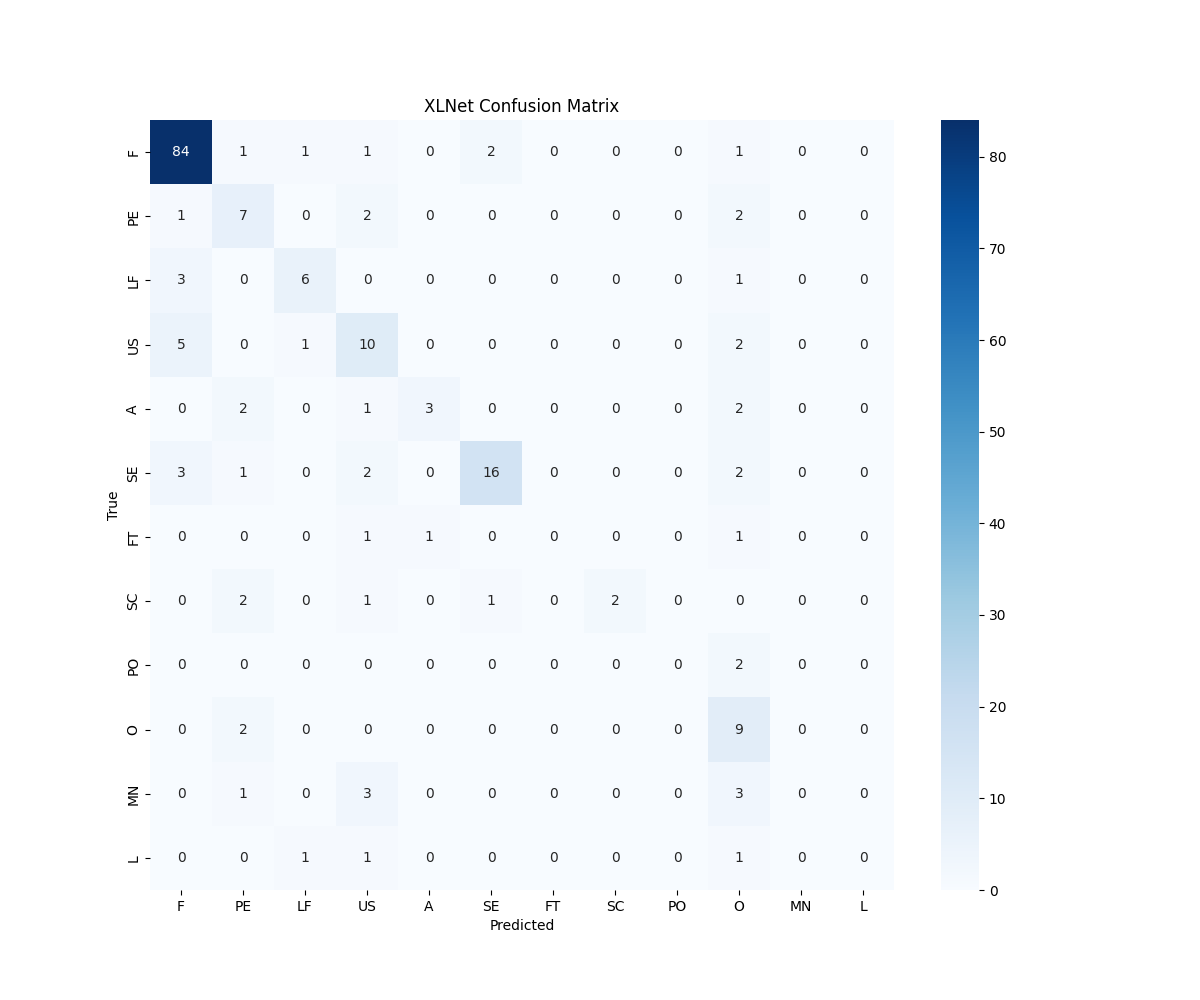 XLNet Confusion Matrix
F 84 1 1 1 0 2 0 0 0 1 0 0
PE 1 7 0 2 0 0 0 0 0 2 0 0
LF 3 0 6 0 0 0 0 0 0 1 0 0
US 5 0 1 10 0 0 0 0 0 2 0 0
A 0 2 0 1 3 0 0 0 0 2 0 0
SE 3 1 0 2 0 16 0 0 0 2 0 0
True
FT 0 0 0 1 1 0 0 0 0 1 0 0
SC 0 2 0 1 0 1 0 2 0 0 0 0
PO 0 0 0 0 0 0 0 0 0 2 0 0
O 0 2 0 0 0 0 0 0 0 9 0 0
MN 0 1 0 3 0 0 0 0 0 3 0 0
L 0 0 1 1 0 0 0 0 0 1 0 0
F PE LF US A SE FT SC PO O MN L
Predicted
80
70
60
50
40
30
20
10
0